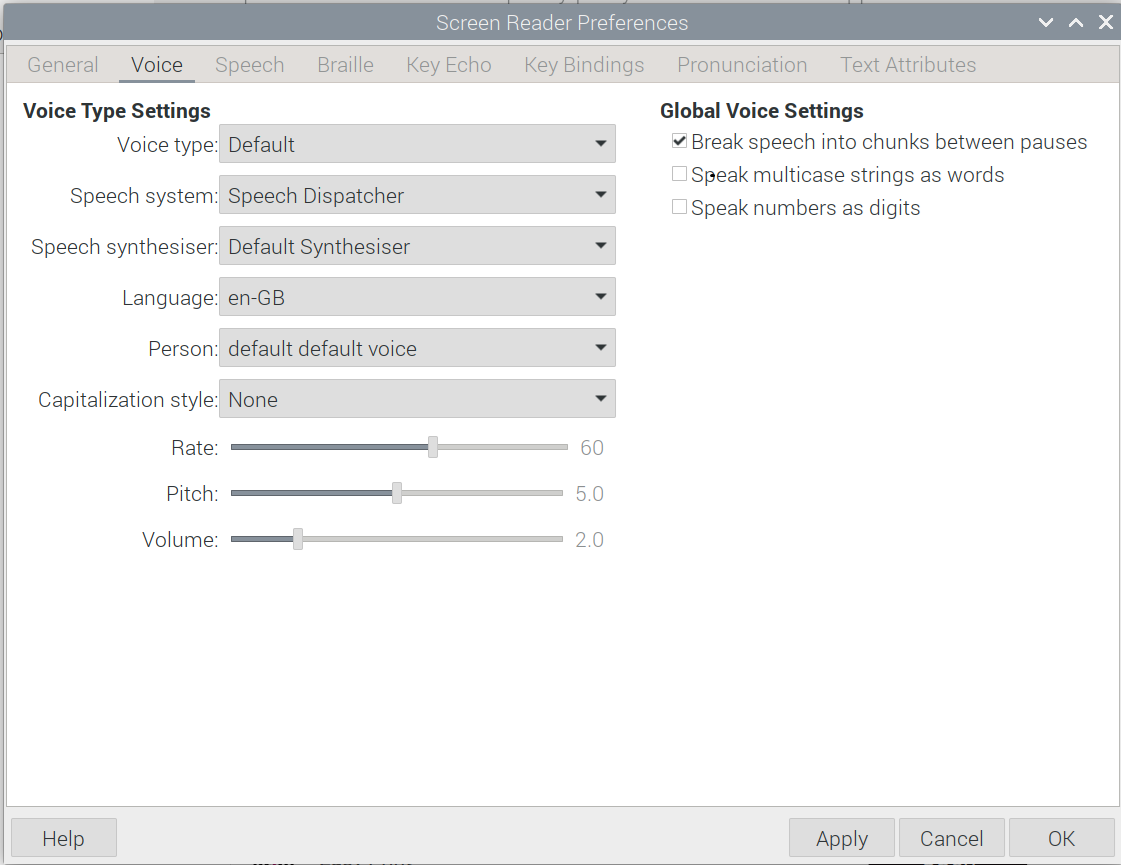 Screen Reader Preferences
General Voice Speech Braille Key Echo Key Bindings Pronunciation Text Attributes
Voice Type Settings
Voice type: Default
Speech system: Speech Dispatcher
Speech synthesiser: Default Synthesiser
Language: en-GB
Person: default default voice
Capitalization style: None
Rate: 60
Pitch: 5.0
Volume: 2.0
Global Voice Settings
Break speech into chunks between pauses
Speak multicase strings as words
Speak numbers as digits
Help Apply Cancel OK